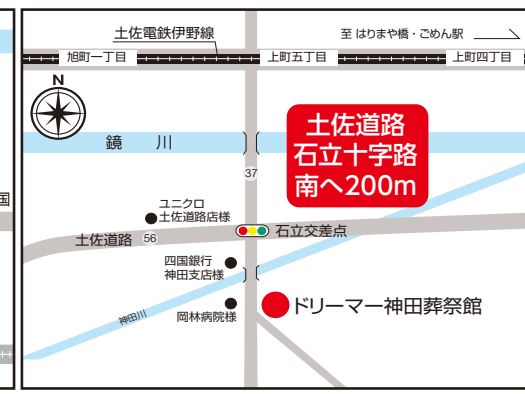 土佐電鉄伊野線
至 はりまや橋・ごめん駅
旭町一丁目
上町五丁目
上町四丁目
N
鏡 川
土佐道路
石立十字路
南へ200m
37
国
ユニクロ
土佐道路店様
土佐道路 56
石立交差点
四国銀行
神田支店様
神田川
岡林病院様
ドリーマー神田葬祭館